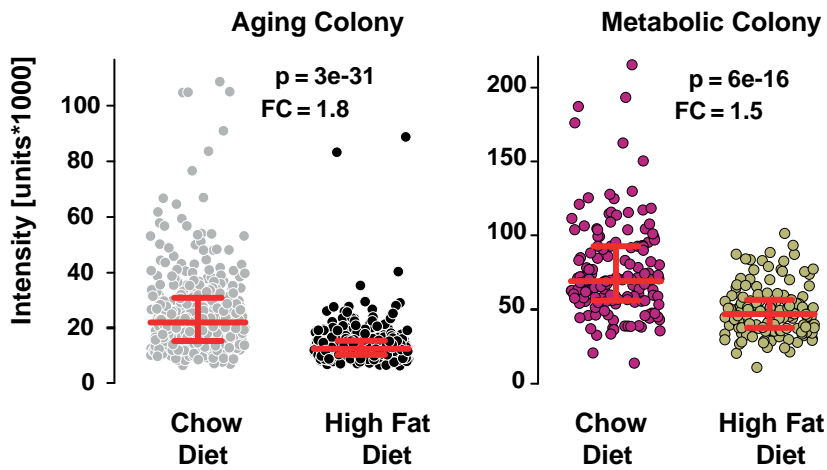 Aging Colony
Metabolic Colony
Intensity [units*1000]
p = 3e-31
FC = 1.8
100
80
60
40
20
0
p = 6e-16
FC = 1.5
200
150
100
50
0
Chow
Diet
High Fat
Diet
Chow
Diet
High Fat
Diet